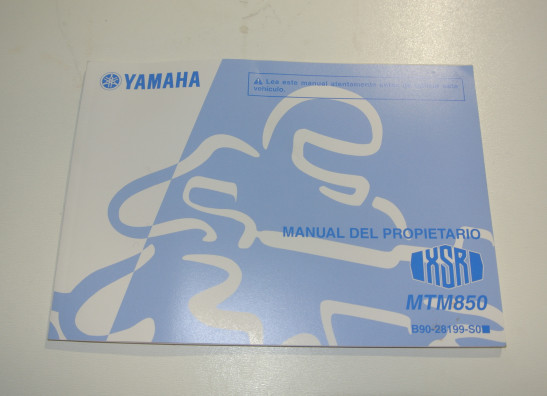 YAMAHA
Lea este manual atentamente antes de utilizar este
vehículo.
MANUAL DEL PROPIETARIO
XSR
MTM850
B90-28199-S0